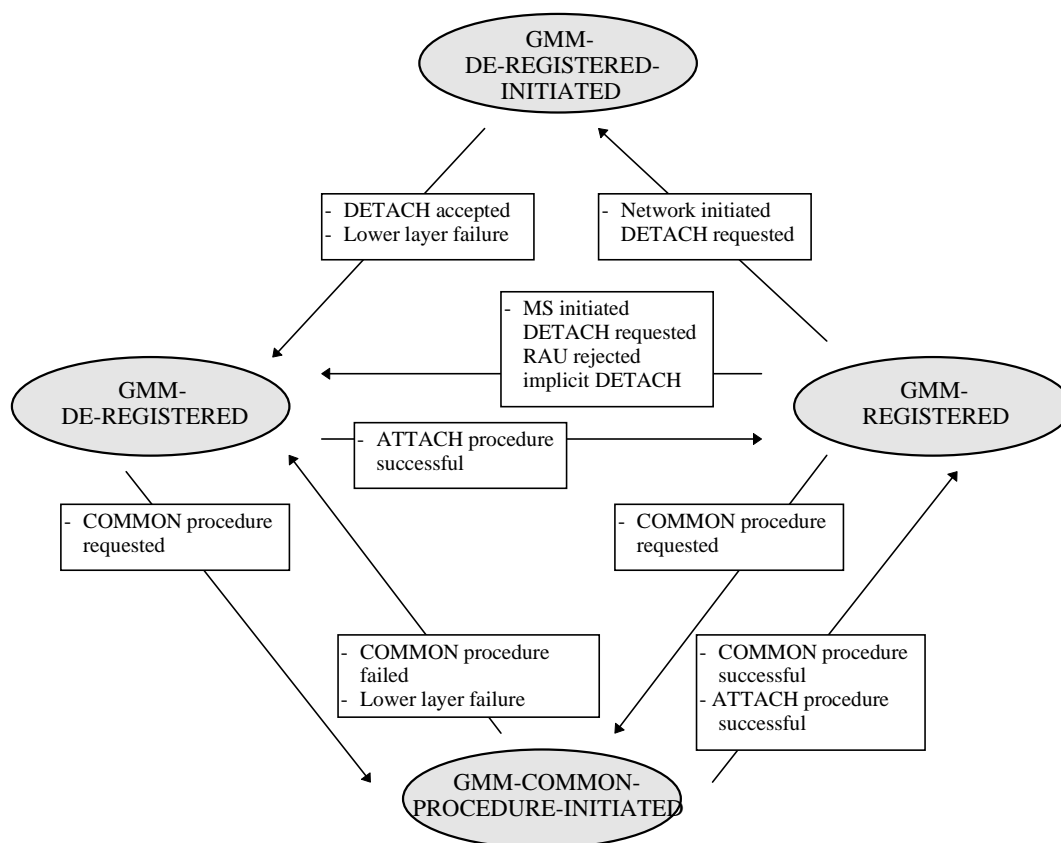 GMM-
DE-REGISTERED-
INITIATED
- DETACH accepted
- Lower layer failure
- Network initiated
DETACH requested
- MS initiated
DETACH requested
RAU rejected
implicit DETACH
GMM-
DE-REGISTERED
GMM-
REGISTERED
- ATTACH procedure
successful
- COMMON procedure
requested
- COMMON procedure
requested
- COMMON procedure
failed
- Lower layer failure
- COMMON procedure
successful
- ATTACH procedure
successful
GMM-COMMON-
PROCEDURE-INITIATED